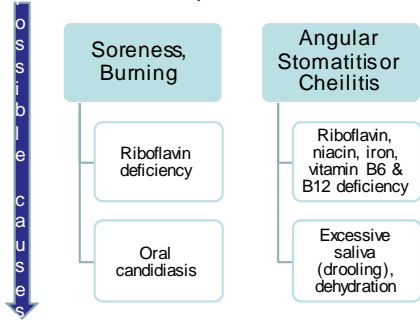 ossible causes
Soreness,
Burning
Riboflavin
deficiency
Oral
candidiasis
Angular
Stomatitis or
Cheilitis
Riboflavin,
niacin, iron,
vitamin B6 &
B12 deficiency
Excessive
saliva
(drooling),
dehydration